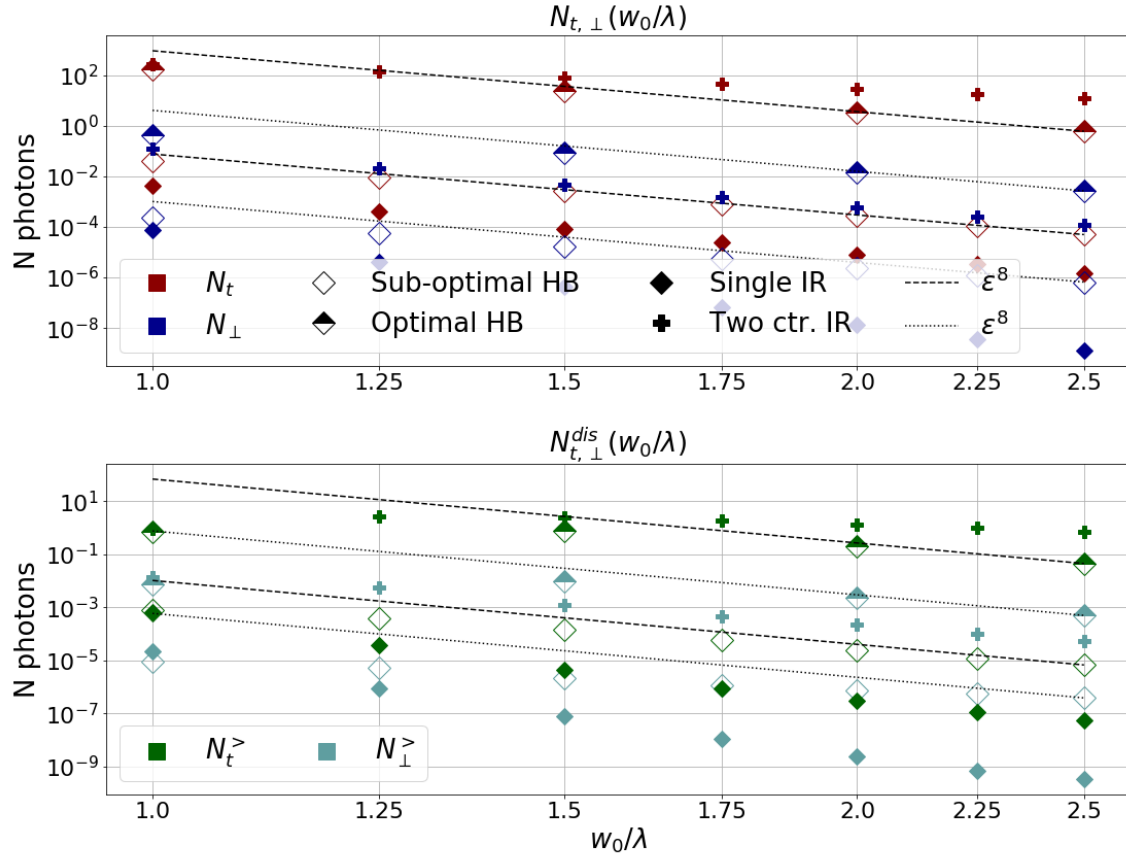 N_{t, ⊥}(w_0/λ)
N photons
10^2
10^0
10^{-2}
10^{-4}
10^{-6}
10^{-8}
N_t
Sub-optimal HB
Single IR
ε^8
N_⊥
Optimal HB
Two ctr. IR
ε^8
1.0 1.25 1.5 1.75 2.0 2.25 2.5
N_{t, ⊥}^{dis}(w_0/λ)
N photons
10^1
10^{-1}
10^{-3}
10^{-5}
10^{-7}
10^{-9}
N_t^> N_⊥^>
1.0 1.25 1.5 1.75 2.0 2.25 2.5
w_0/λ